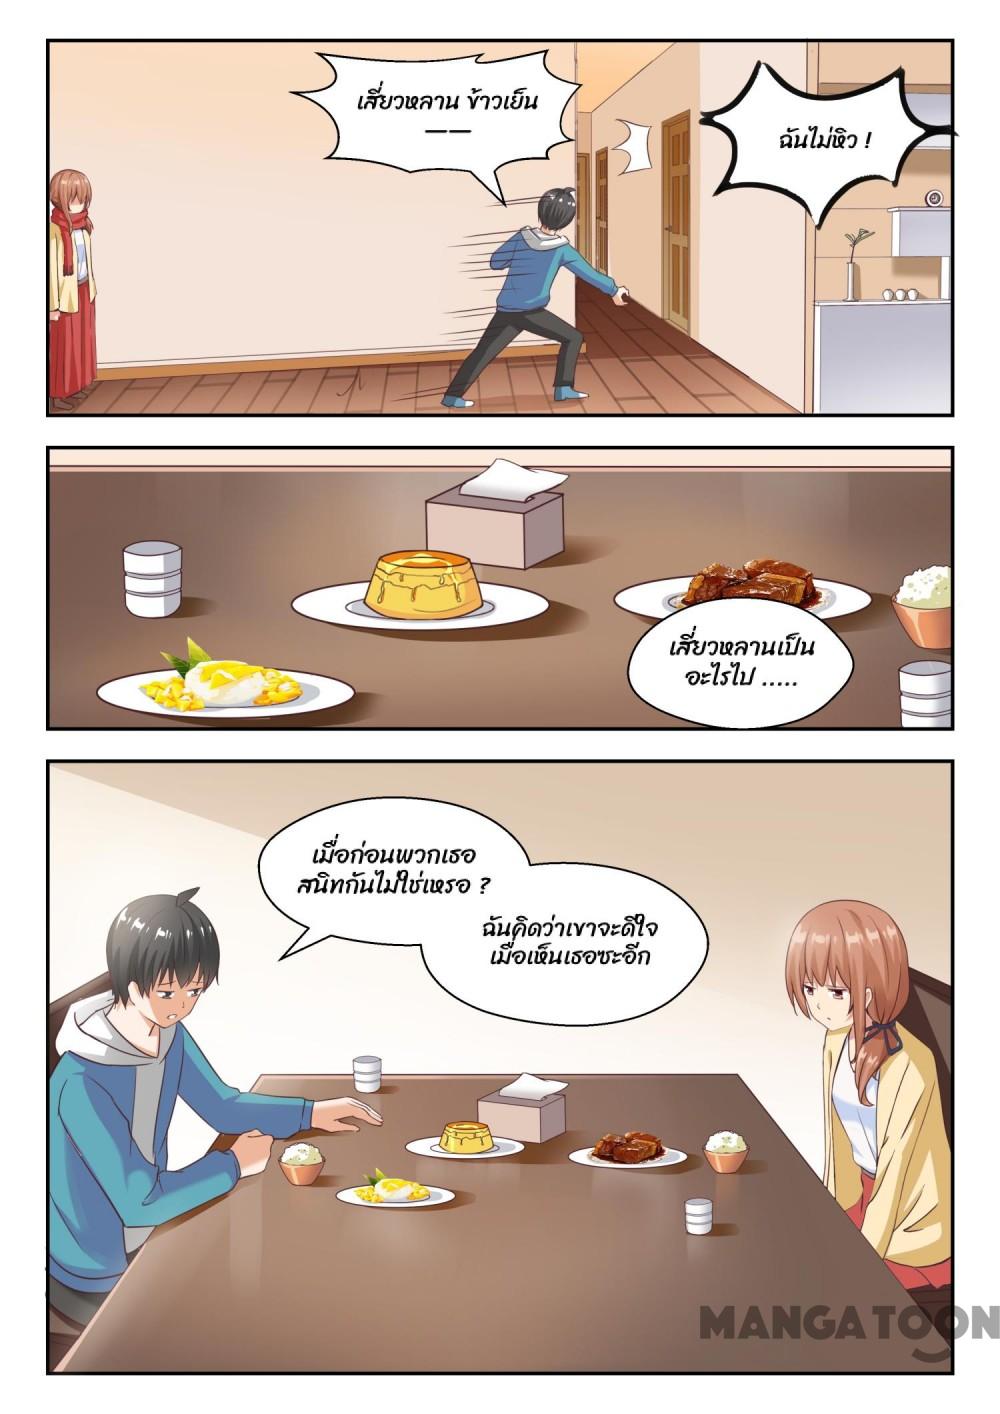 เสี่ยวหลาน ข้าวเย็น
——
ฉันไม่หิว !
เสี่ยวหลานเป็น
อะไรไป .....
เมื่อก่อนพวกเธอ
สนิทกันไม่ใช่เหรอ ?
ฉันคิดว่าเขาจะดีใจ
เมื่อเห็นเธอซะอีก
MANGATOON